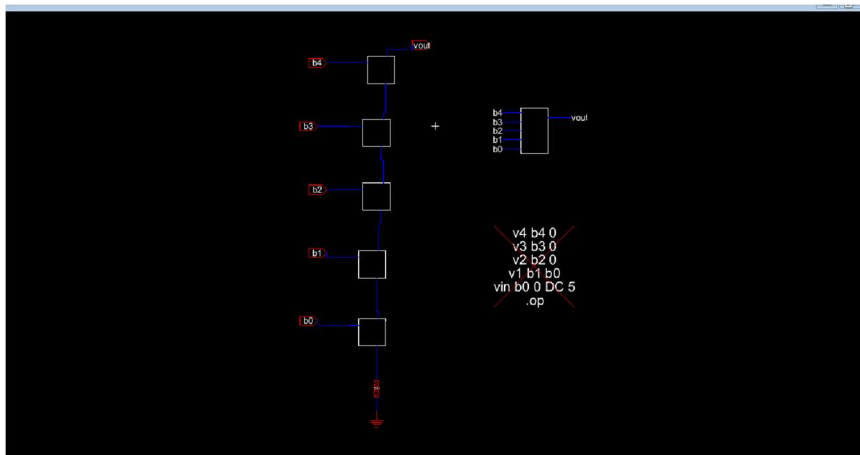 vout
b4
b3
b2
b1
b0
b4
b3
b2
b1
b0
vout
v4 b4 0
v3 b3 0
v2 b2 0
v1 b1 b0
vin b0 0 DC 5
.op